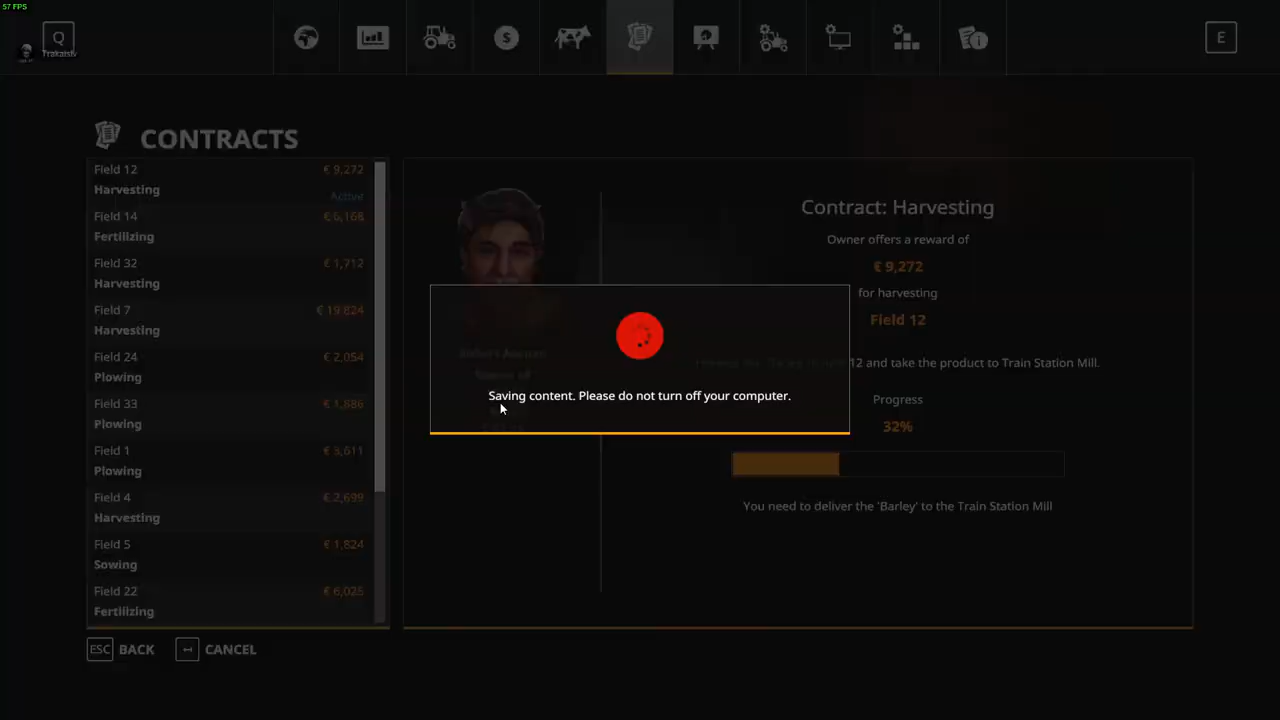 57 FPS
Q
Trakaistv
$
E
CONTRACTS
Field 12 € 9,272
Harvesting
Active
Field 14 € 6,168
Fertilizing
Field 32 € 1,712
Harvesting
Field 7 € 19,824
Harvesting
Field 24 € 2,054
Plowing
Field 33 € 1,886
Plowing
Field 1 € 3,611
Plowing
Field 4 € 2,699
Harvesting
Field 5 € 1,824
Sowing
Field 22 € 6,025
Fertilizing
Contract: Harvesting
Owner offers a reward of
€ 9,272
for harvesting
Field 12
12 and take the product to Train Station Mill.
Progress
32%
You need to deliver the 'Barley' to the Train Station Mill
Saving content. Please do not turn off your computer.
ESC BACK
CANCEL